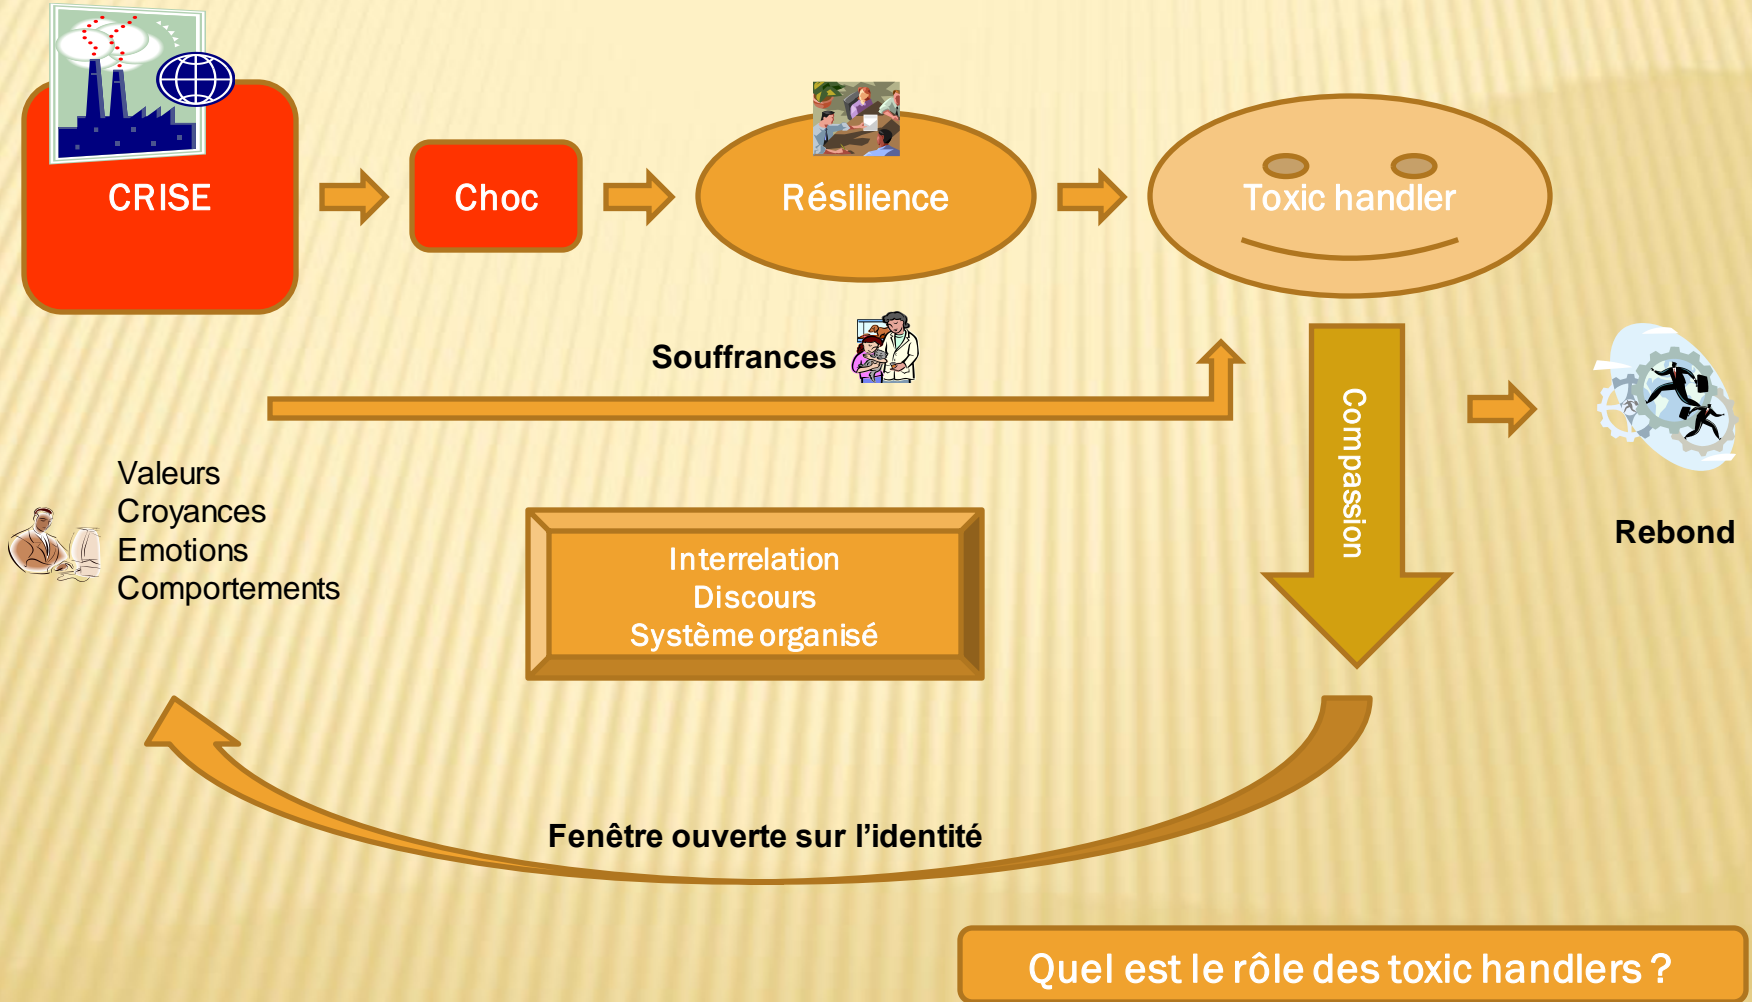 CRISE
Choc
Résilience
Toxic handler
Souffrances
Compassion
Rebond
Valeurs
Croyances
Emotions
Comportements
Interrelation
Discours
Système organisé
Fenêtre ouverte sur l’identité
Quel est le rôle des toxic handlers ?